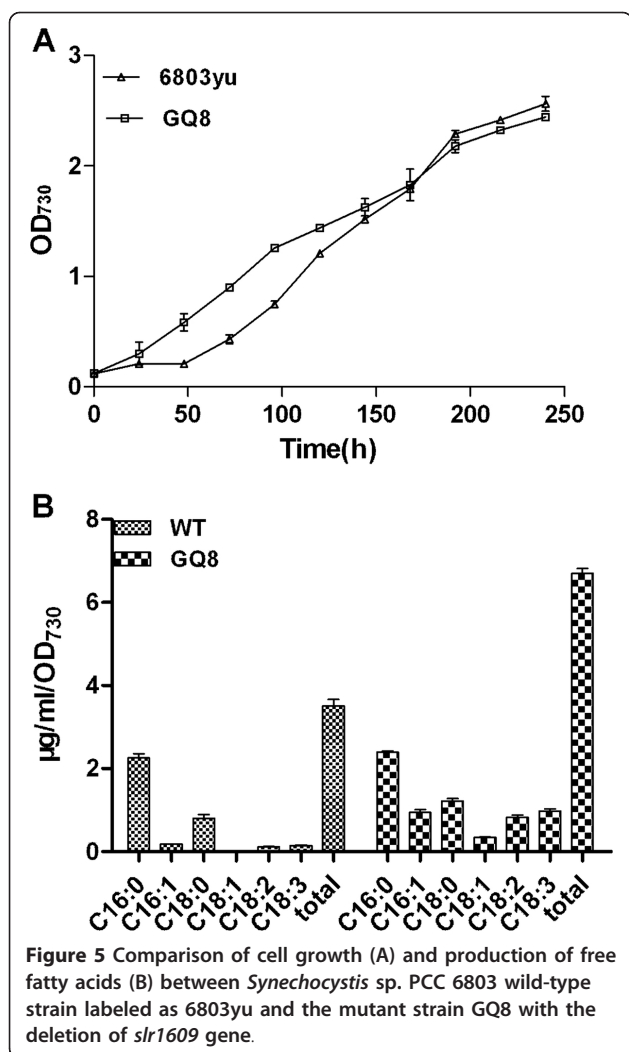 A
3
2
1
0
OD730
6803yu
GQ8
0 50 100 150 200 250
Time(h)
B
8
6
4
2
0
µg/ml/OD730
WT
GQ8
C16:0 C16:1 C18:0 C18:1 C18:2 C18:3 total C16:0 C16:1 C18:0 C18:1 C18:2 C18:3 total
Figure 5 Comparison of cell growth (A) and production of free
fatty acids (B) between Synechocystis sp. PCC 6803 wild-type
strain labeled as 6803yu and the mutant strain GQ8 with the
deletion of slr1609 gene.